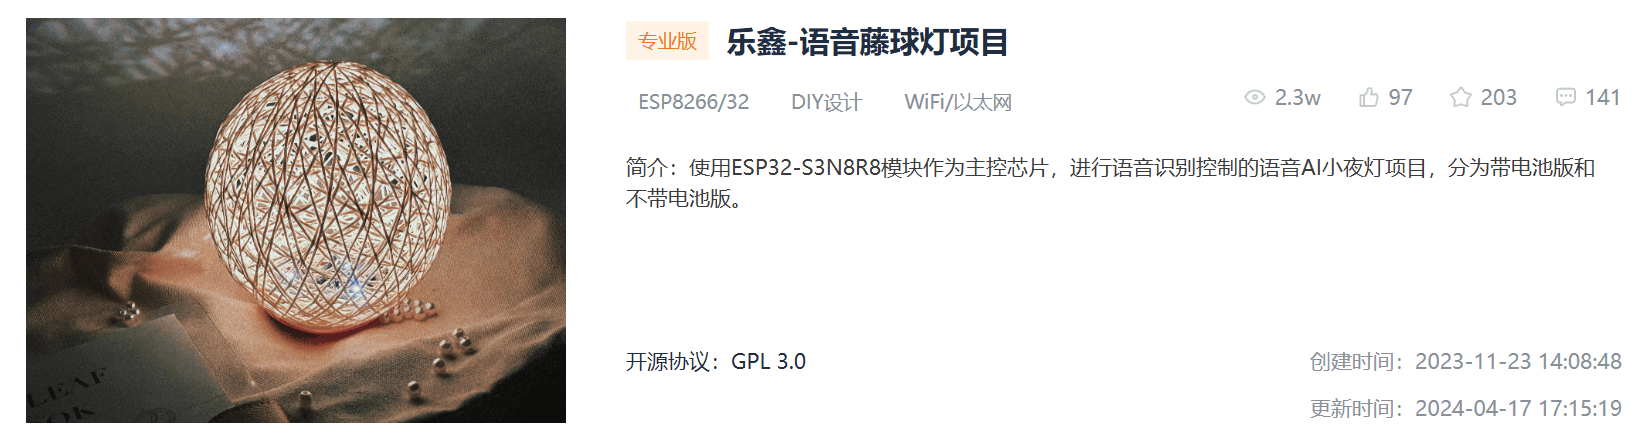 专业版 乐鑫-语音藤球灯项目
ESP8266/32 DIY设计 WiFi/以太网 2.3w 97 203 141
简介：使用ESP32-S3N8R8模块作为主控芯片，进行语音识别控制的语音AI小夜灯项目，分为带电池版和
不带电池版。
开源协议：GPL 3.0 创建时间：2023-11-23 14:08:48
更新时间：2024-04-17 17:15:19
LEAF
OK